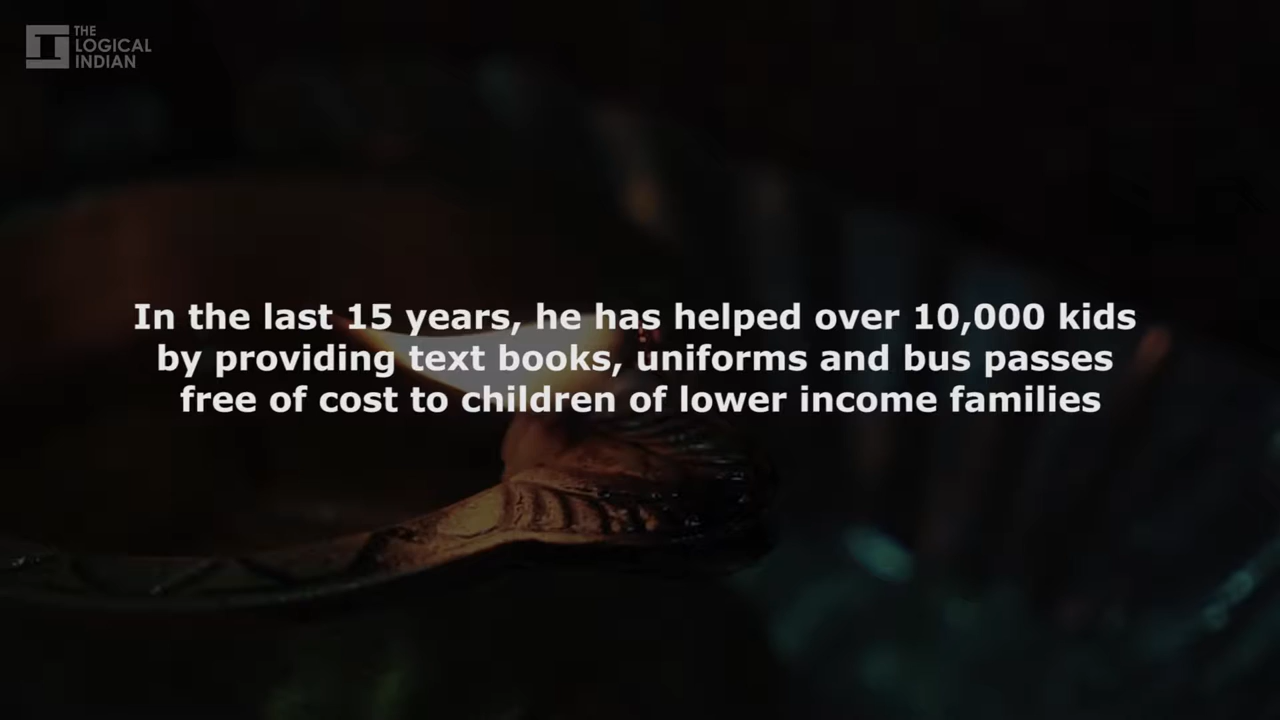 THE
LOGICAL
INDIAN
In the last 15 years, he has helped over 10,000 kids
by providing text books, uniforms and bus passes
free of cost to children of lower income families